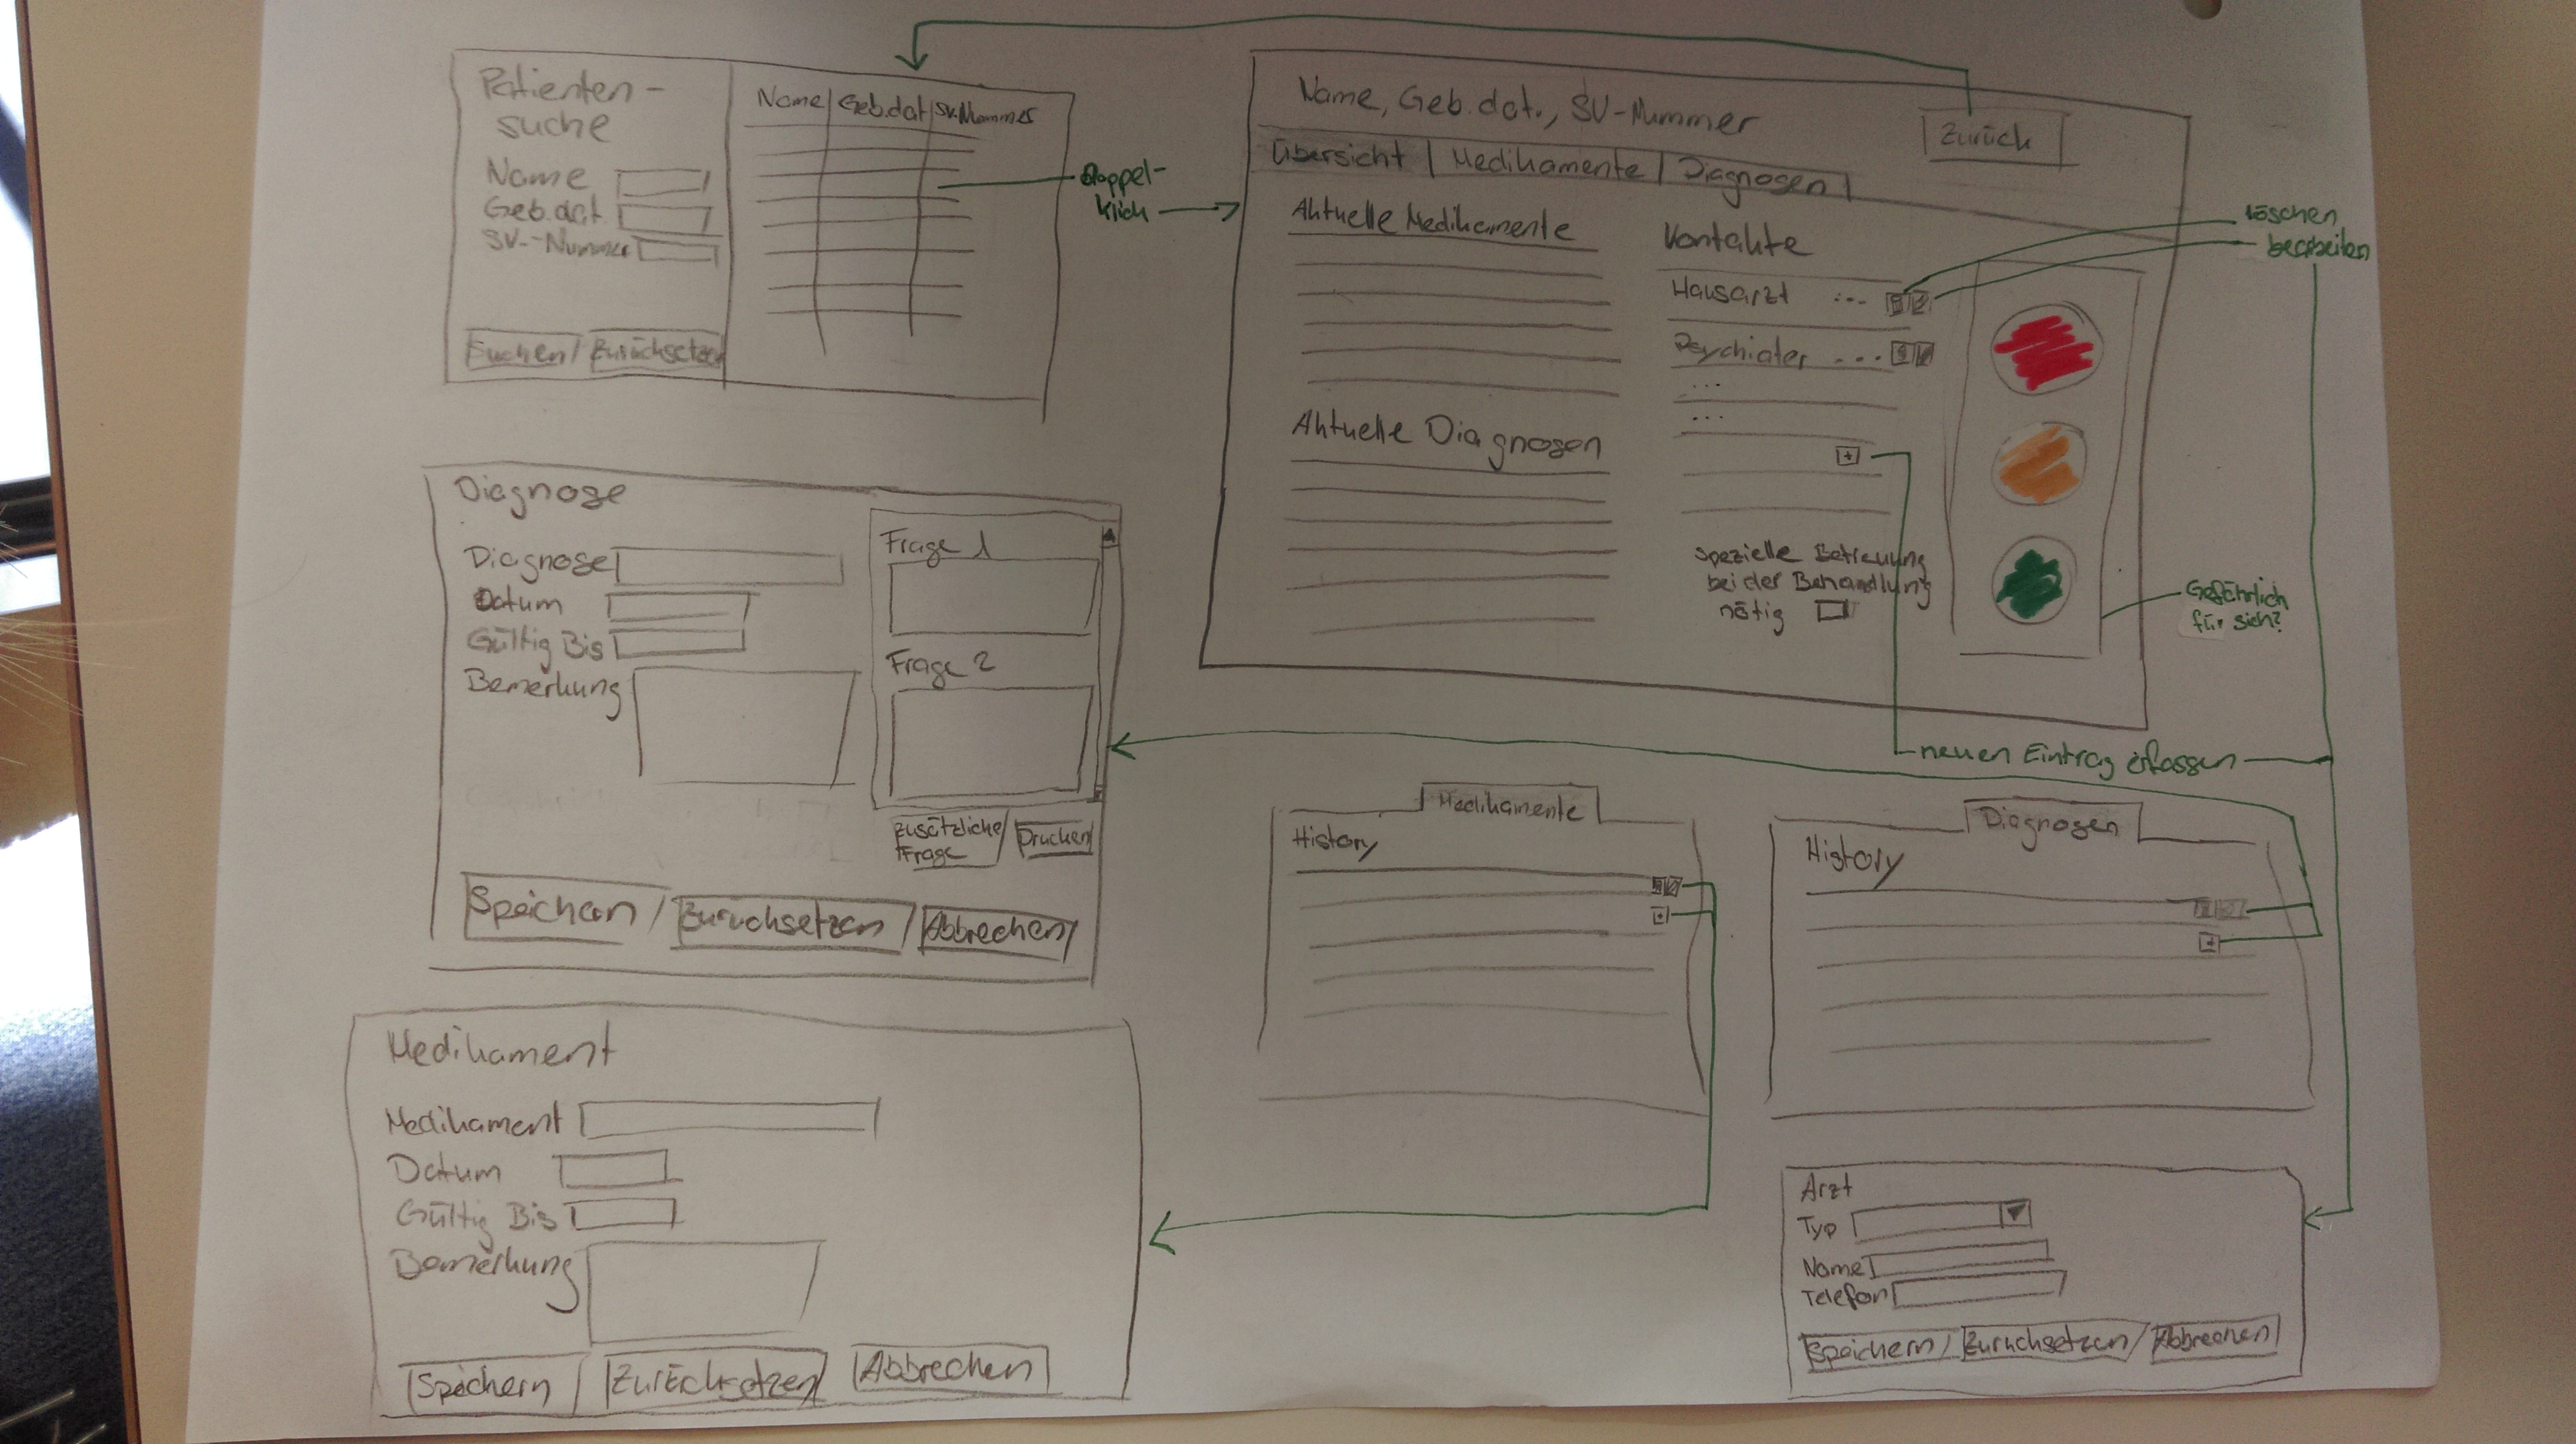 Patienten-
suche
Name
Geb.dat
SV.-Nummer
Suchen / Zurücksetzen
Name | Geb.dat | SV.Nummer
Doppel-
klick
Name, Geb.dat., SV-Nummer
Zurück
Übersicht | Medikamente | Diagnosen |
Aktuelle Medikamente
Aktuelle Diagnosen
Kontakte
Hausarzt ...
Psychiater ...
...
...
+
spezielle Betreuung
bei der Behandlung
nötig
löschen
bearbeiten
Gefährlich
für sich?
neuen Eintrag erfassen
Diagnose
Diagnose
Datum
Gültig Bis
Bemerkung
Frage 1
Frage 2
zusätzliche
Frage
Drucken
Speichern / Zurücksetzen / Abbrechen
Medikamente
History
+
Diagnosen
History
+
Medikament
Medikament
Datum
Gültig Bis
Bemerkung
Speichern / Zurücksetzen / Abbrechen
Arzt
Typ
Name
Telefon
Speichern / Zurücksetzen / Abbrechen